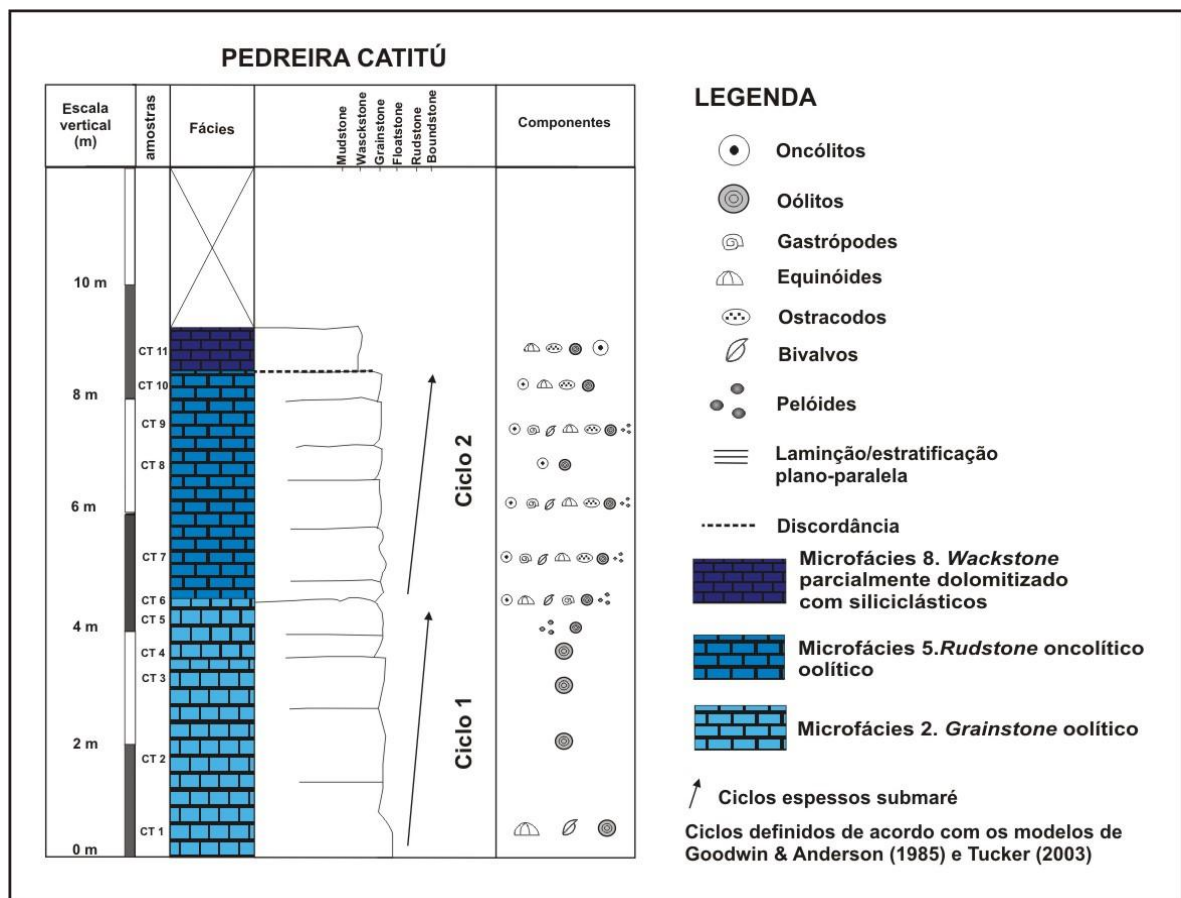 PEDREIRA CATITÚ
Escala
vertical
(m)
amostras
Fácies
Mudstone
Wasckstone
Grainstone
Floatstone
Rudstone
Boundstone
Componentes
10 m
8 m
6 m
4 m
2 m
0 m
CT 11
CT 10
CT 9
CT 8
CT 7
CT 6
CT 5
CT 4
CT 3
CT 2
CT 1
Ciclo 2
Ciclo 1
LEGENDA
Oncólitos
Oólitos
Gastrópodes
Equinóides
Ostracodos
Bivalvos
Pelóides
Laminção/estratificação
plano-paralela
Discordância
Microfácies 8. Wackstone
parcialmente dolomitizado
com siliciclásticos
Microfácies 5.Rudstone oncolítico
oolítico
Microfácies 2. Grainstone oolítico
Ciclos espessos submaré
Ciclos definidos de acordo com os modelos de
Goodwin & Anderson (1985) e Tucker (2003)